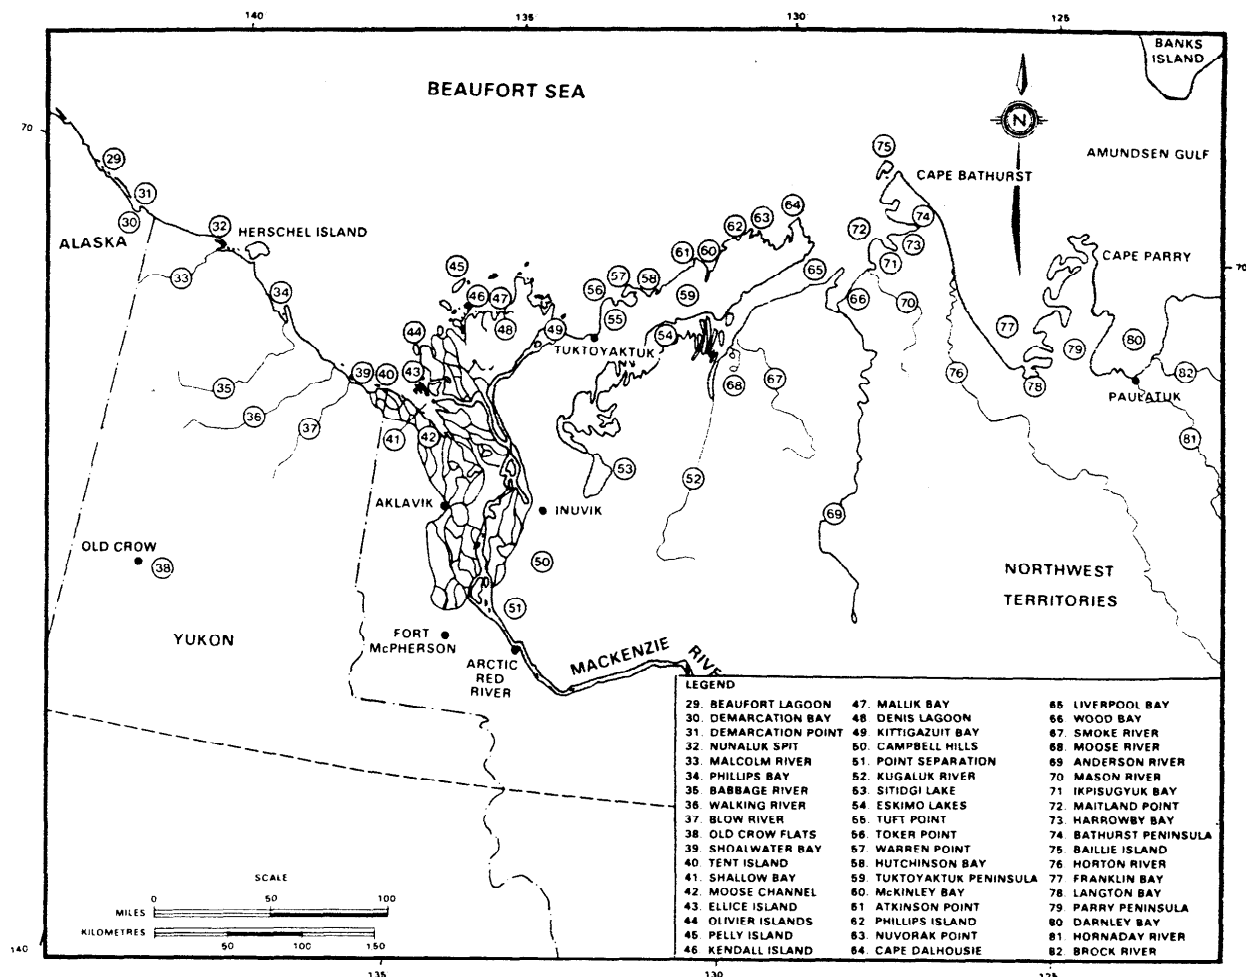 140
135
130
125
BANKS
ISLAND
BEAUFORT SEA
N
70
AMUNDSEN GULF
75
29
CAPE BATHURST
31
64
63
62
74
30
32
72
73
ALASKA
HERSCHEL ISLAND
61
60
CAPE PARRY
71
65
70
45
33
57
58
59
56
46
47
34
66
70
55
77
44
48
49
54
80
TUKTOYAKTUK
79
39
40
43
68
67
76
78
82
35
PAULATUK
36
37
41
42
81
53
52
AKLAVIK
INUVIK
69
OLD CROW
38
50
NORTHWEST
TERRITORIES
51
YUKON
FORT
McPHERSON
ARCTIC
RED
RIVER
MACKENZIE RIVE
LEGEND
29. BEAUFORT LAGOON
30. DEMARCATION BAY
31. DEMARCATION POINT
32. NUNALUK SPIT
33. MALCOLM RIVER
34. PHILLIPS BAY
35. BABBAGE RIVER
36. WALKING RIVER
37. BLOW RIVER
38. OLD CROW FLATS
39. SHOALWATER BAY
40. TENT ISLAND
41. SHALLOW BAY
42. MOOSE CHANNEL
43. ELLICE ISLAND
44. OLIVIER ISLANDS
45. PELLY ISLAND
46. KENDALL ISLAND
47. MALLIK BAY
48. DENIS LAGOON
49. KITTIGAZUIT BAY
50. CAMPBELL HILLS
51. POINT SEPARATION
52. KUGALUK RIVER
53. SITIDGI LAKE
54. ESKIMO LAKES
55. TUFT POINT
56. TOKER POINT
57. WARREN POINT
58. HUTCHINSON BAY
59. TUKTOYAKTUK PENINSULA
60. McKINLEY BAY
61. ATKINSON POINT
62. PHILLIPS ISLAND
63. NUVORAK POINT
64. CAPE DALHOUSIE
65. LIVERPOOL BAY
66. WOOD BAY
67. SMOKE RIVER
68. MOOSE RIVER
69. ANDERSON RIVER
70. MASON RIVER
71. IKPISUGYUK BAY
72. MAITLAND POINT
73. HARROWBY BAY
74. BATHURST PENINSULA
75. BAILLIE ISLAND
76. HORTON RIVER
77. FRANKLIN BAY
78. LANGTON BAY
79. PARRY PENINSULA
80. DARNLEY BAY
81. HORNADAY RIVER
82. BROCK RIVER
SCALE
0 50 100
MILES
KILOMETRES
50 100 150
140
135
130
125